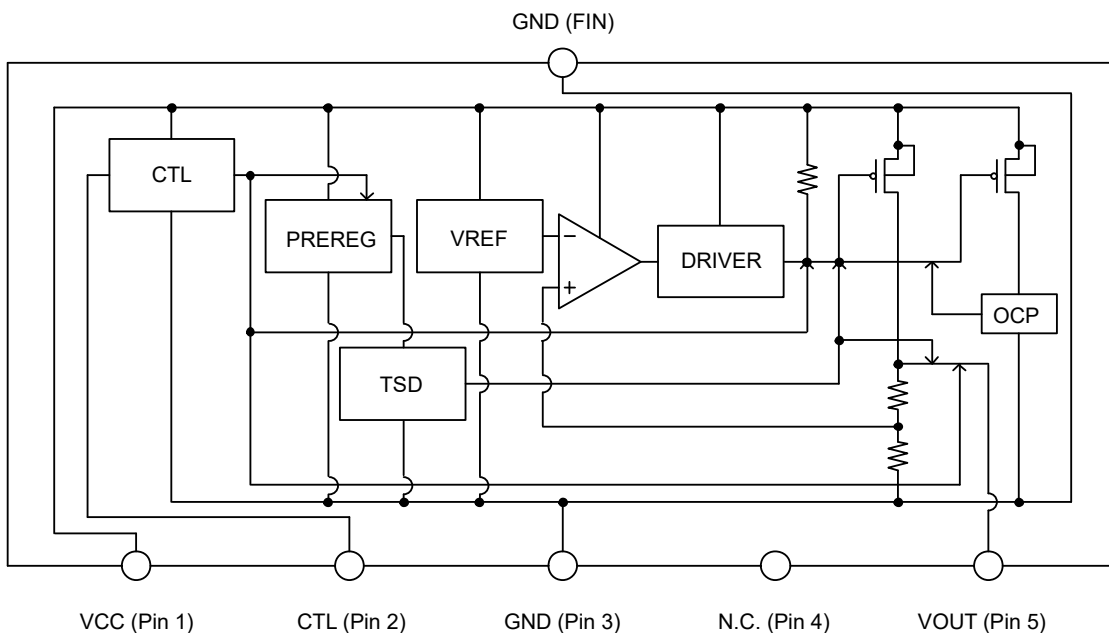 GND (FIN)
CTL
PREREG
VREF
−
+
DRIVER
OCP
TSD
VCC (Pin 1)
CTL (Pin 2)
GND (Pin 3)
N.C. (Pin 4)
VOUT (Pin 5)